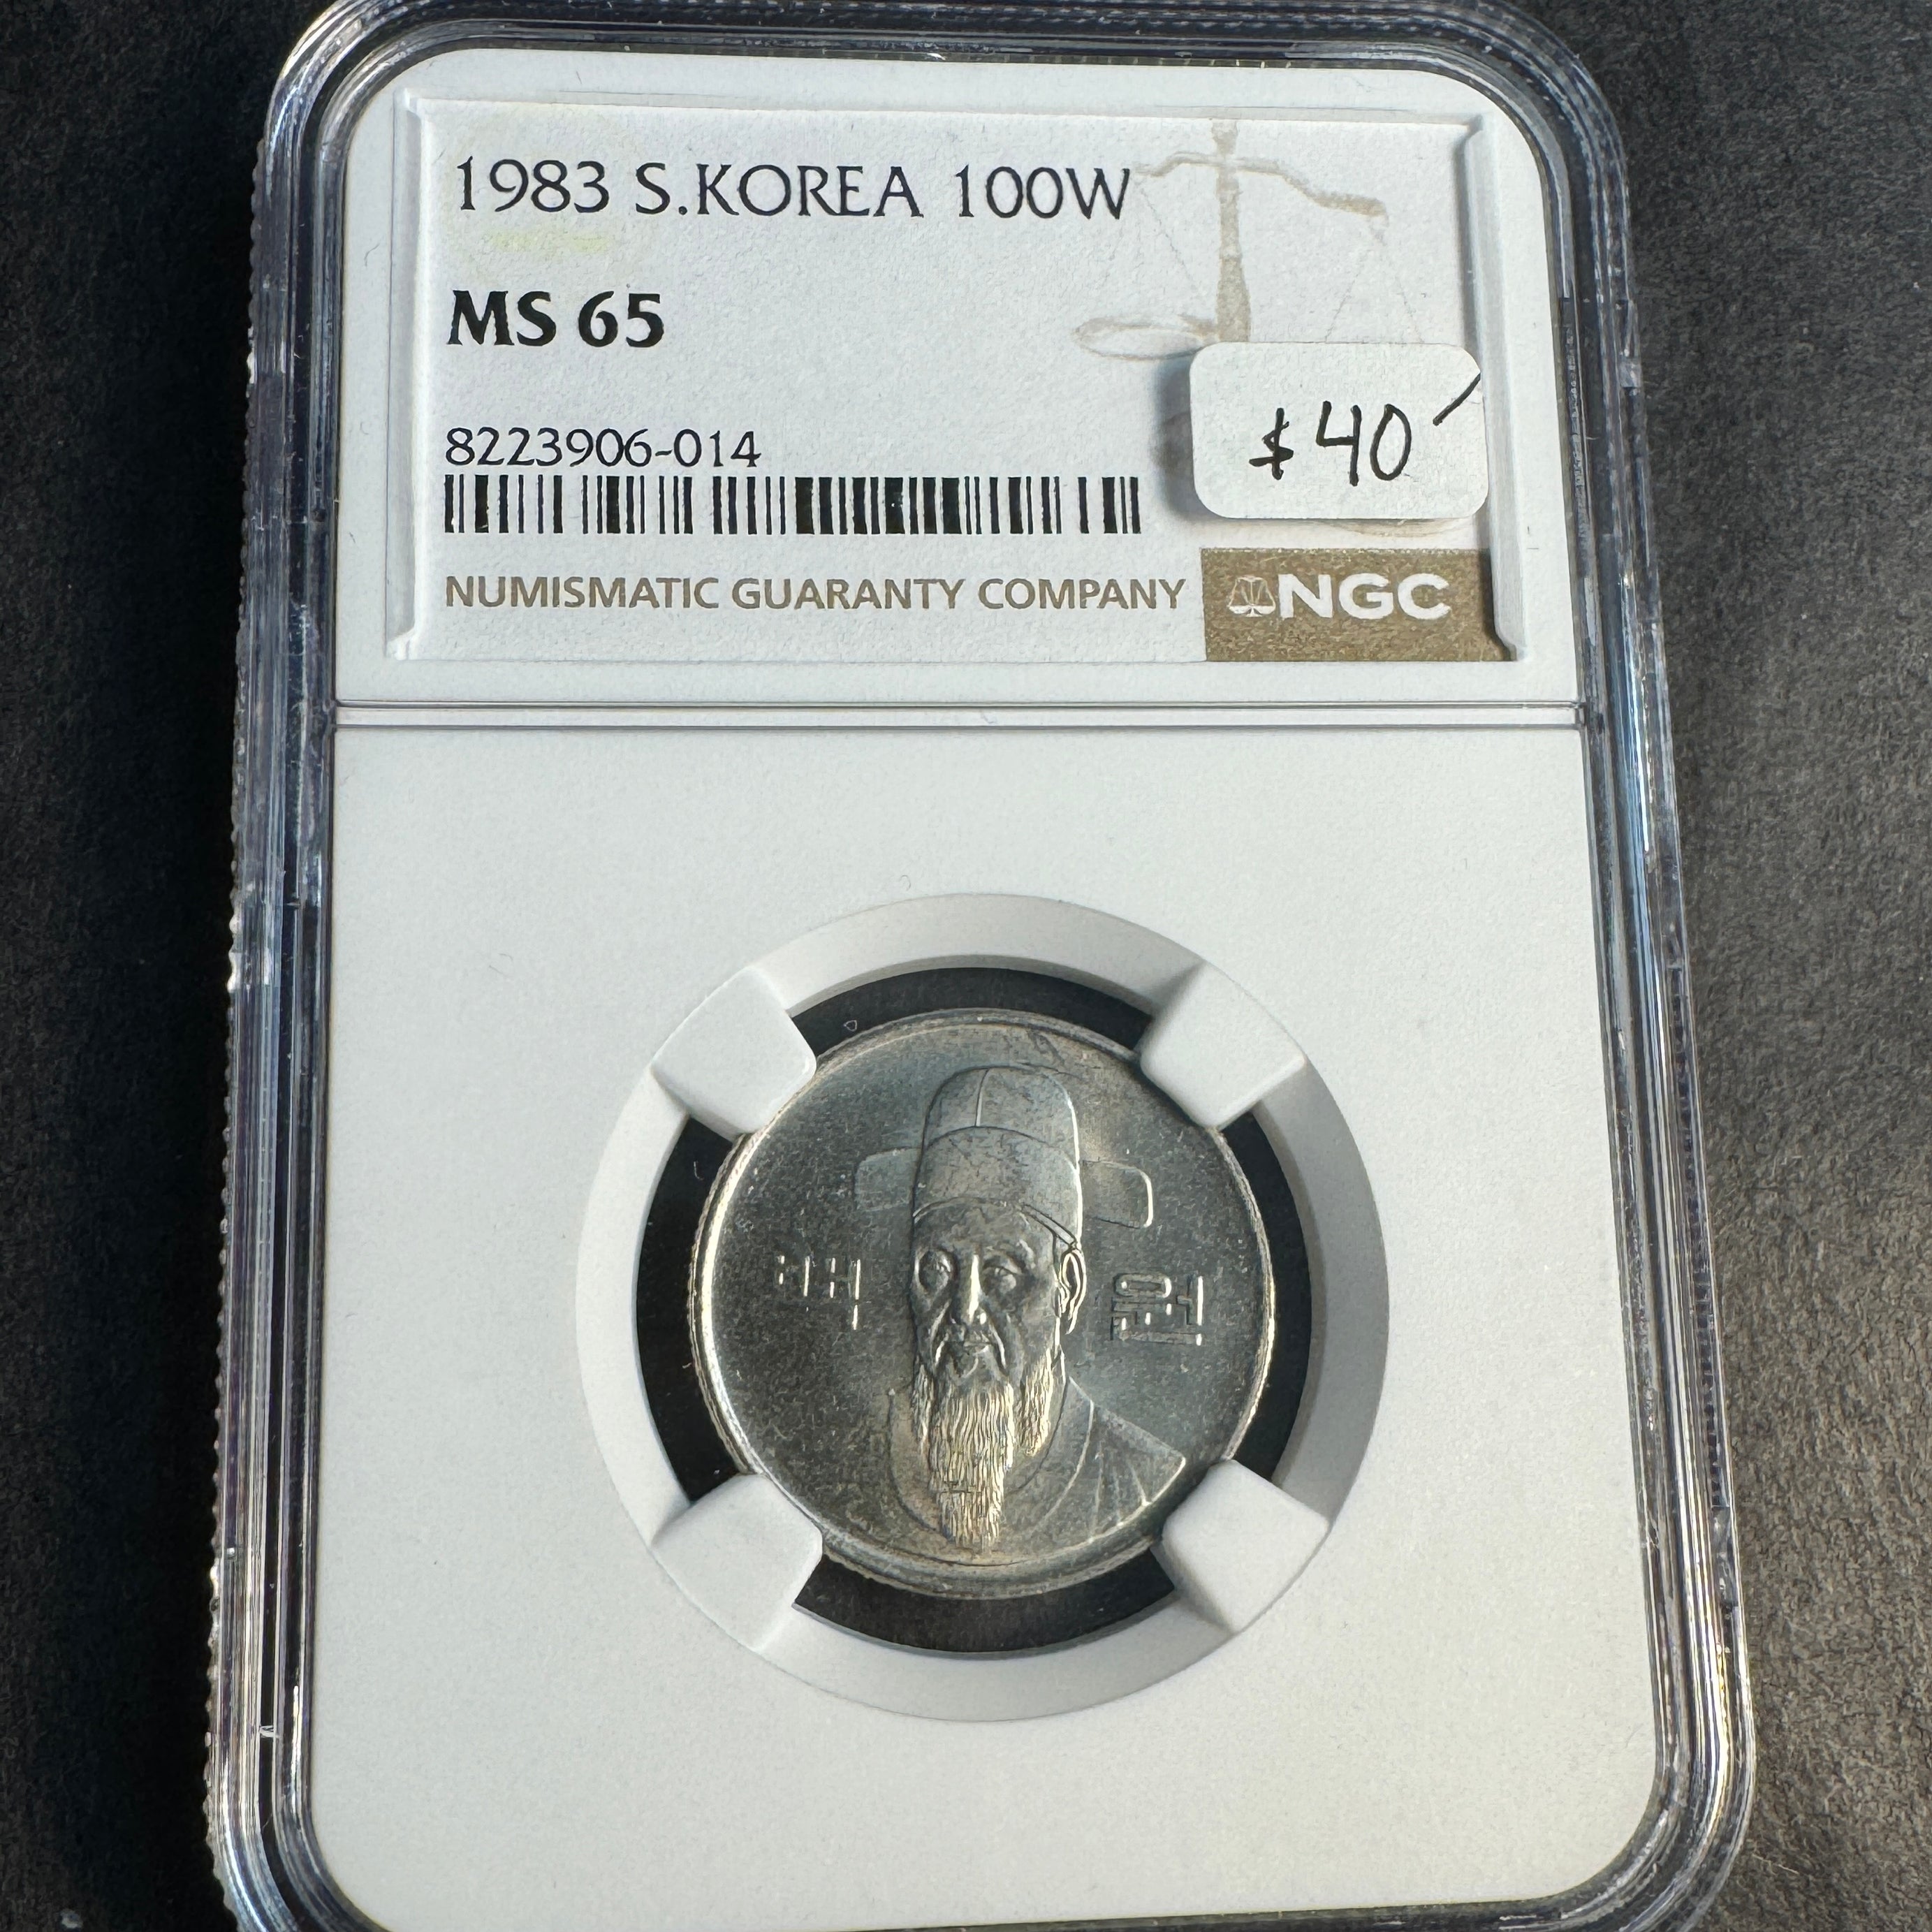 1983 S.KOREA 100W
MS 65
$40
8223906-014
NUMISMATIC GUARANTY COMPANY NGC
백 원